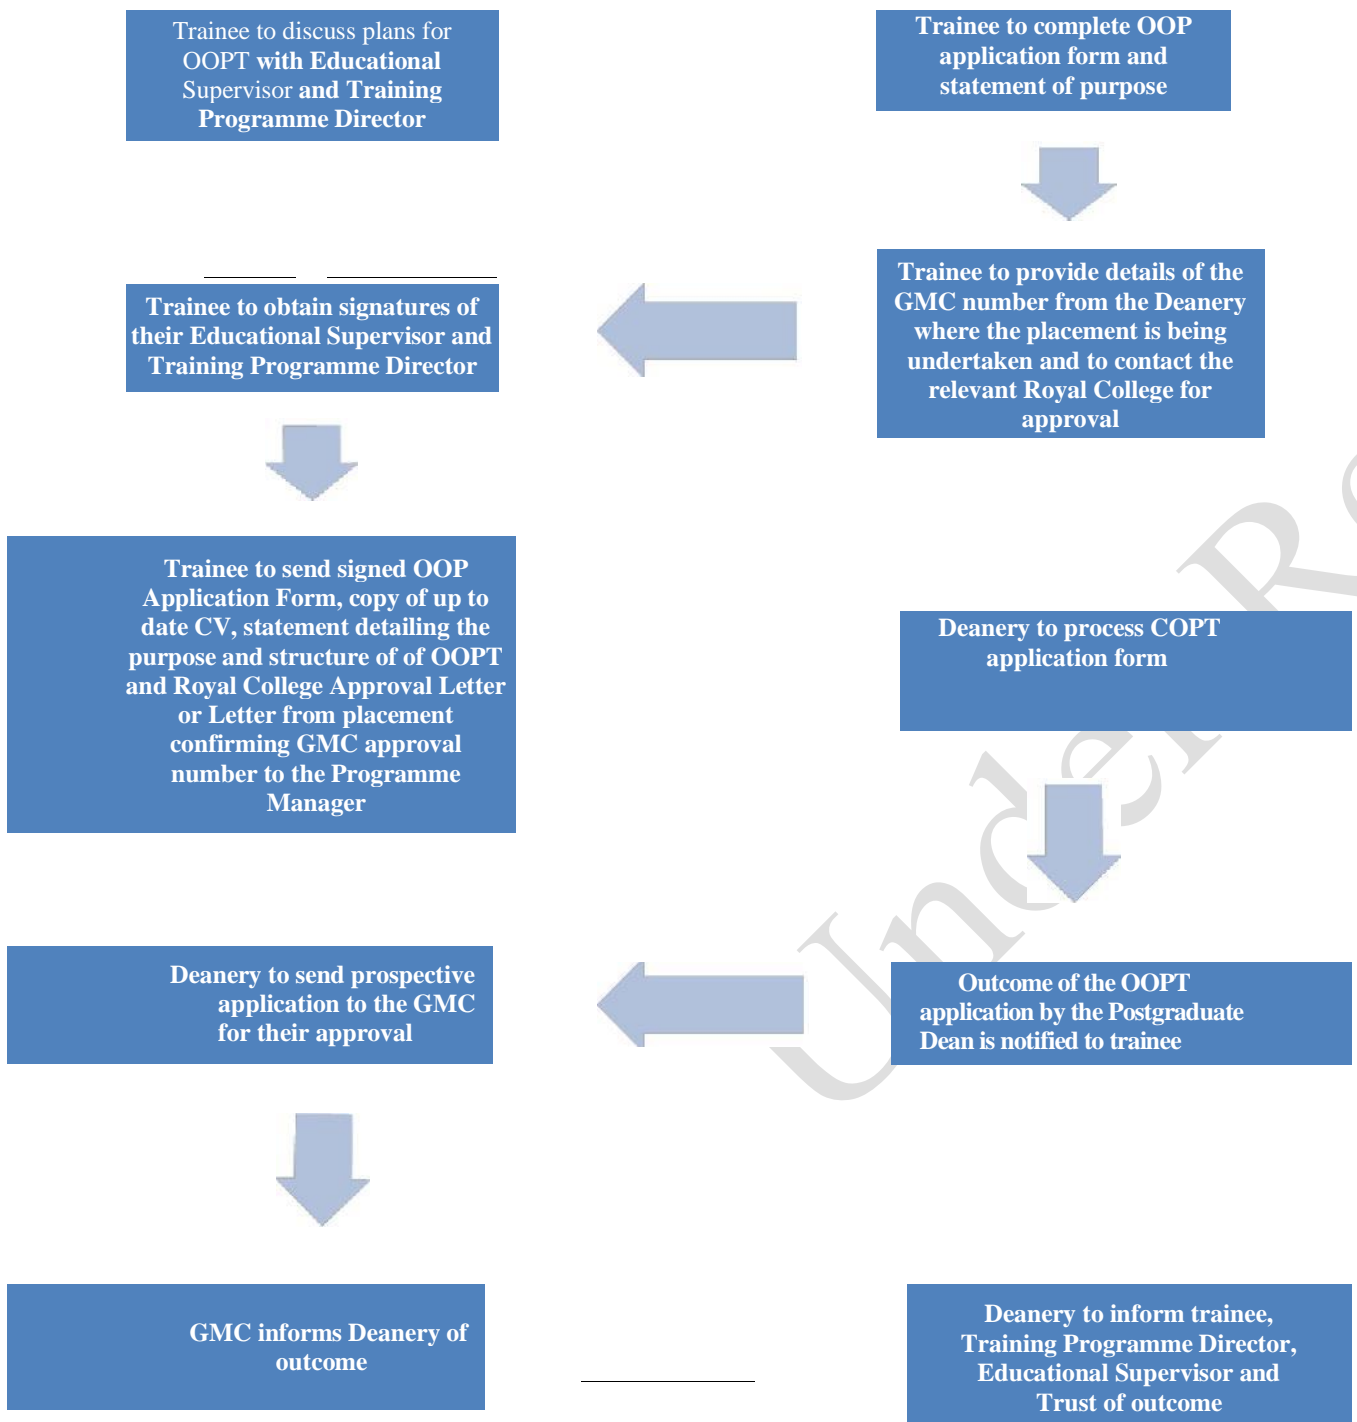 Trainee to discuss plans for
OOPT with Educational
Supervisor and Training
Programme Director
Trainee to complete OOP
application form and
statement of purpose
Trainee to provide details of the
GMC number from the Deanery
where the placement is being
undertaken and to contact the
relevant Royal College for
approval
Trainee to obtain signatures of
their Educational Supervisor and
Training Programme Director
Trainee to send signed OOP
Application Form, copy of up to
date CV, statement detailing the
purpose and structure of of OOPT
and Royal College Approval Letter
or Letter from placement
confirming GMC approval
number to the Programme
Manager
Deanery to process COPT
application form
Outcome of the OOPT
application by the Postgraduate
Dean is notified to trainee
Deanery to send prospective
application to the GMC
for their approval
GMC informs Deanery of
outcome
Deanery to inform trainee,
Training Programme Director,
Educational Supervisor and
Trust of outcome
Under